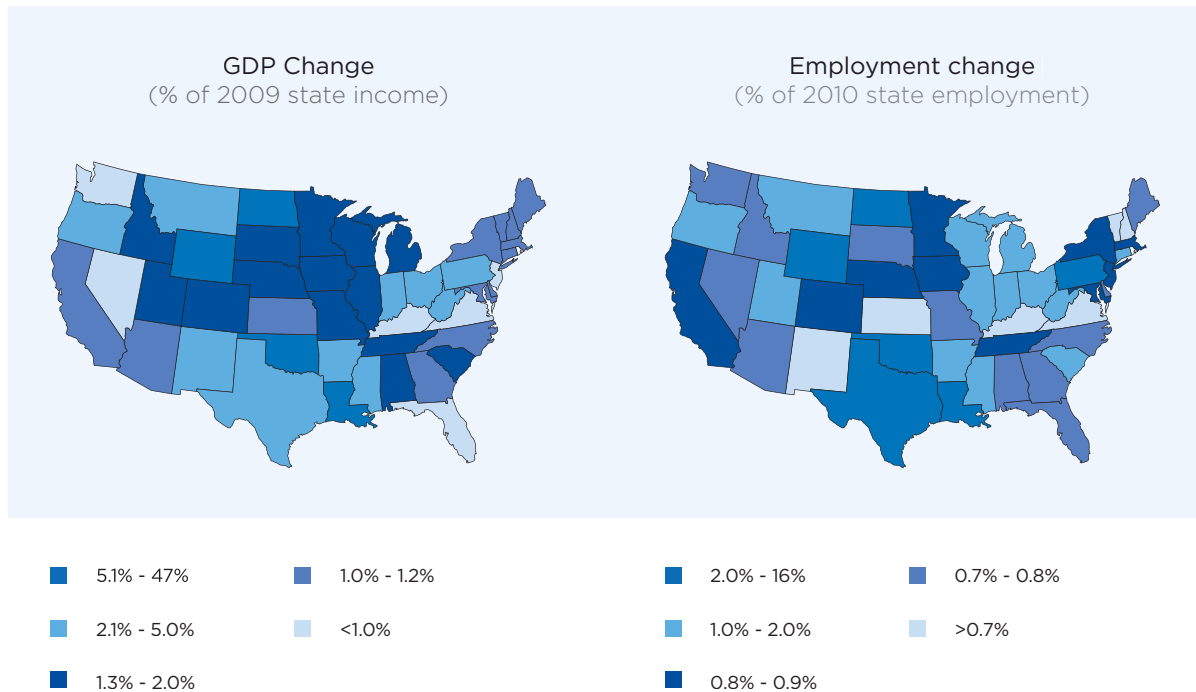 GDP Change
(% of 2009 state income)
Employment change
(% of 2010 state employment)
5.1% - 47%
1.0% - 1.2%
2.1% - 5.0%
<1.0%
1.3% - 2.0%
2.0% - 16%
0.7% - 0.8%
1.0% - 2.0%
>0.7%
0.8% - 0.9%